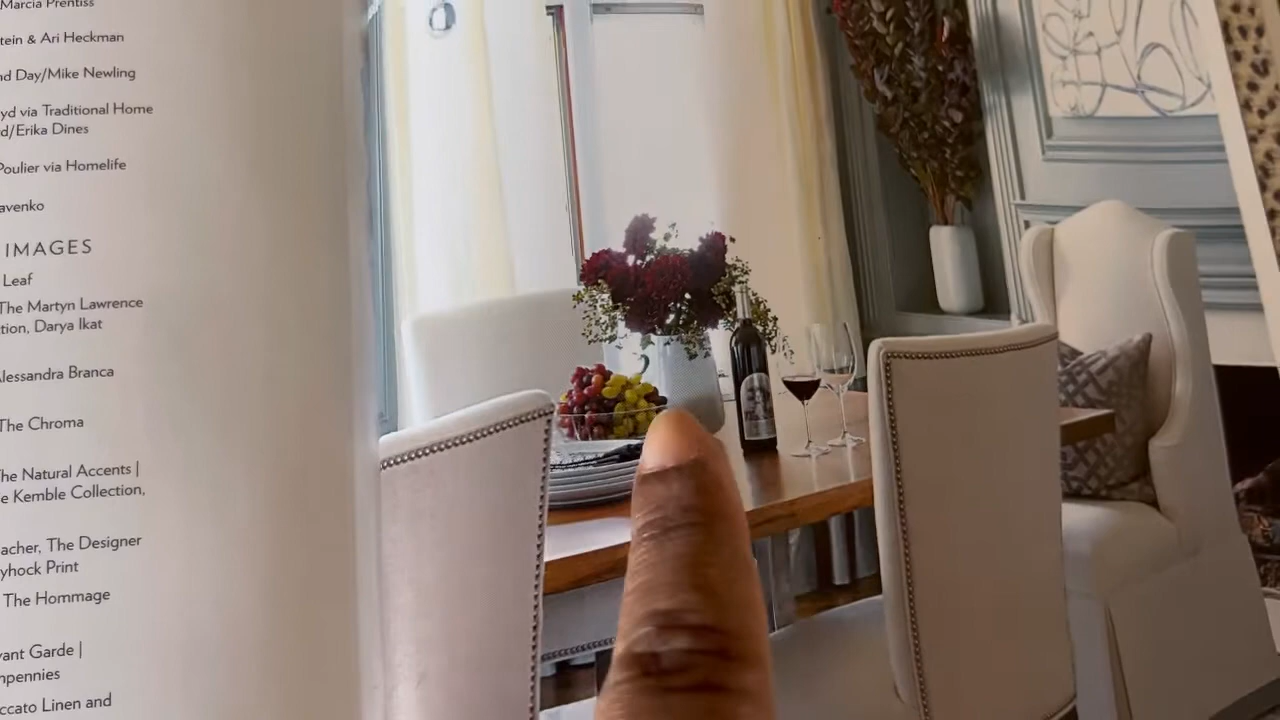 Marcia Prentiss
tein & Ari Heckman
nd Day/Mike Newling
yd via Traditional Home
d/Erika Dines
Poulier via Homelife
avenko
IMAGES
Leaf
The Martyn Lawrence
tion, Darya Ikat
Alessandra Branca
The Chroma
The Natural Accents |
e Kemble Collection,
acher, The Designer
yhock Print
The Hommage
vant Garde |
npennies
ccato Linen and